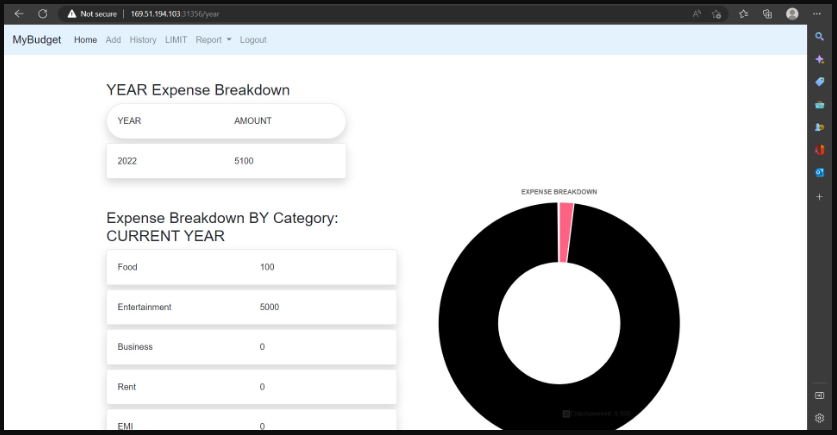 Not secure | 169.51.194.103:31356/year
MyBudget Home Add History LIMIT Report Logout
YEAR Expense Breakdown
YEAR AMOUNT
2022 5100
EXPENSE BREAKDOWN
Expense Breakdown BY Category:
CURRENT YEAR
Food 100
Entertainment 5000
Business 0
Rent 0
EMI 0